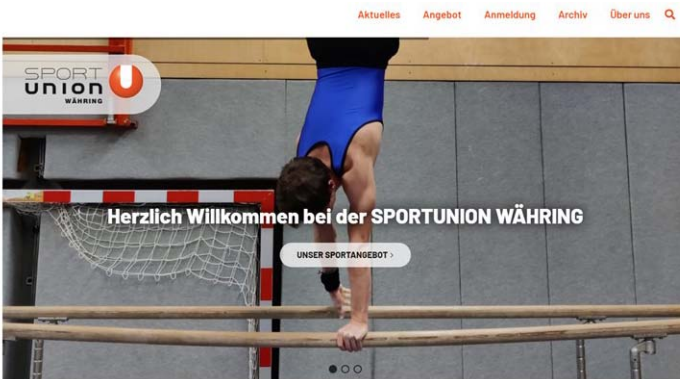 Aktuelles Angebot Anmeldung Archiv Über uns
SPORT
UNION
WÄHRING
Herzlich Willkommen bei der SPORTUNION WÄHRING
UNSER SPORTANGEBOT ›